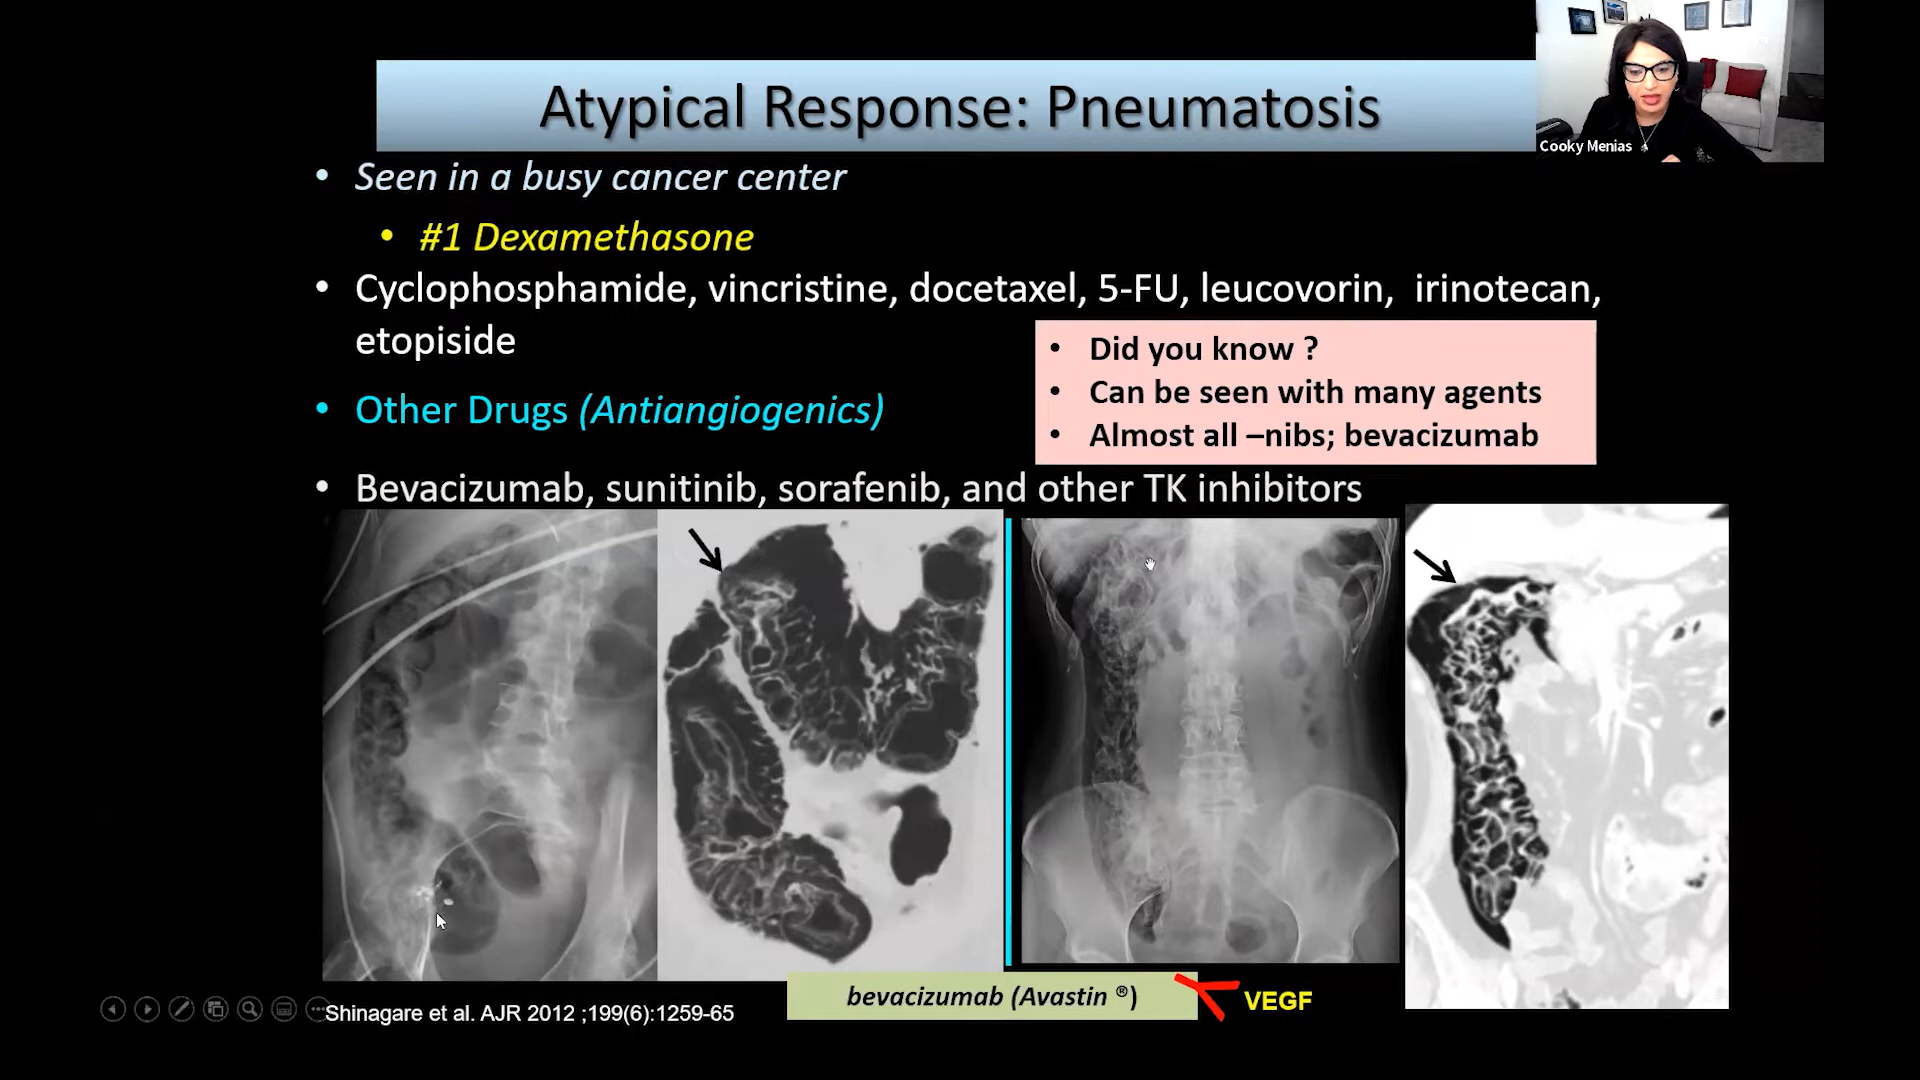 Atypical Response: Pneumatosis
Cooky Menias
• Seen in a busy cancer center
• #1 Dexamethasone
• Cyclophosphamide, vincristine, docetaxel, 5-FU, leucovorin, irinotecan,
etopiside
• Did you know ?
• Can be seen with many agents
• Almost all –nibs; bevacizumab
• Other Drugs (Antiangiogenics)
• Bevacizumab, sunitinib, sorafenib, and other TK inhibitors
bevacizumab (Avastin ®)
VEGF
Shinagare et al. AJR 2012 ;199(6):1259-65